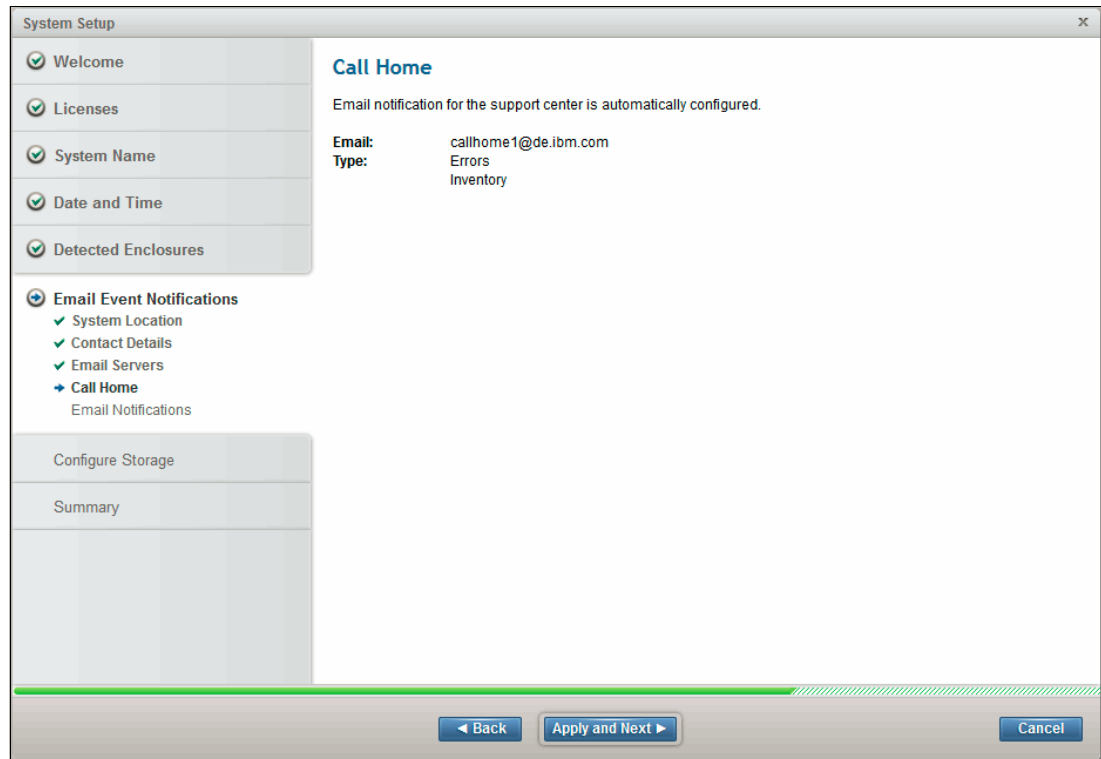 System Setup
x
Welcome
Licenses
System Name
Date and Time
Detected Enclosures
Email Event Notifications
System Location
Contact Details
Email Servers
Call Home
Email Notifications
Configure Storage
Summary
Call Home
Email notification for the support center is automatically configured.
Email: callhome1@de.ibm.com
Type: Errors
Inventory
Back
Apply and Next
Cancel